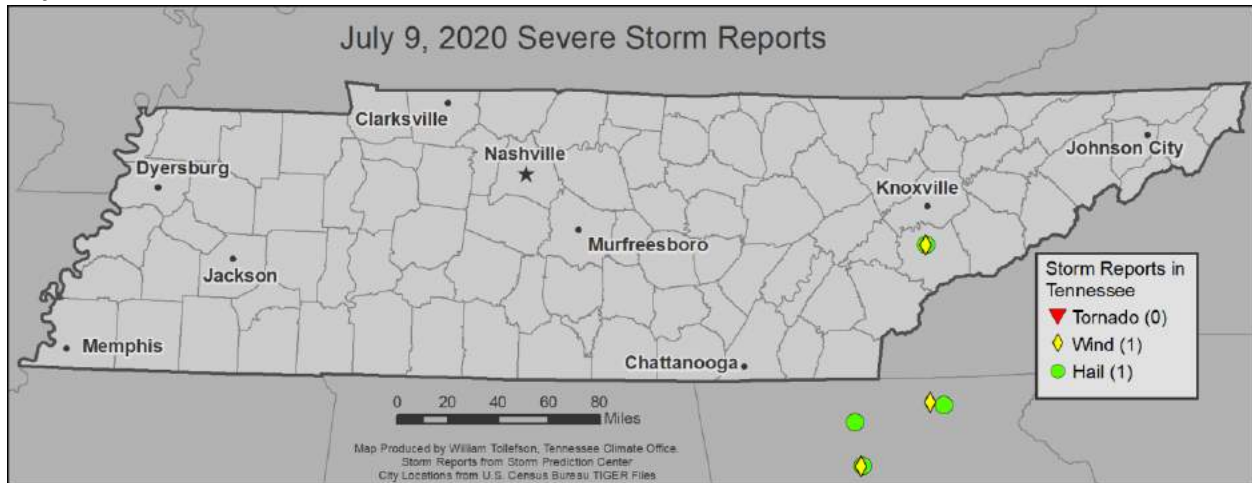 July 9, 2020 Severe Storm Reports
Clarksville
Nashville
Dyersburg
Johnson City
Knoxville
Murfreesboro
Jackson
Memphis
Chattanooga
Storm Reports in
Tennessee
Tornado (0)
Wind (1)
Hail (1)
0 20 40 60 80
Miles
Map Produced by William Tollefson, Tennessee Climate Office.
Storm Reports from Storm Prediction Center
City Locations from U.S. Census Bureau TIGER Files